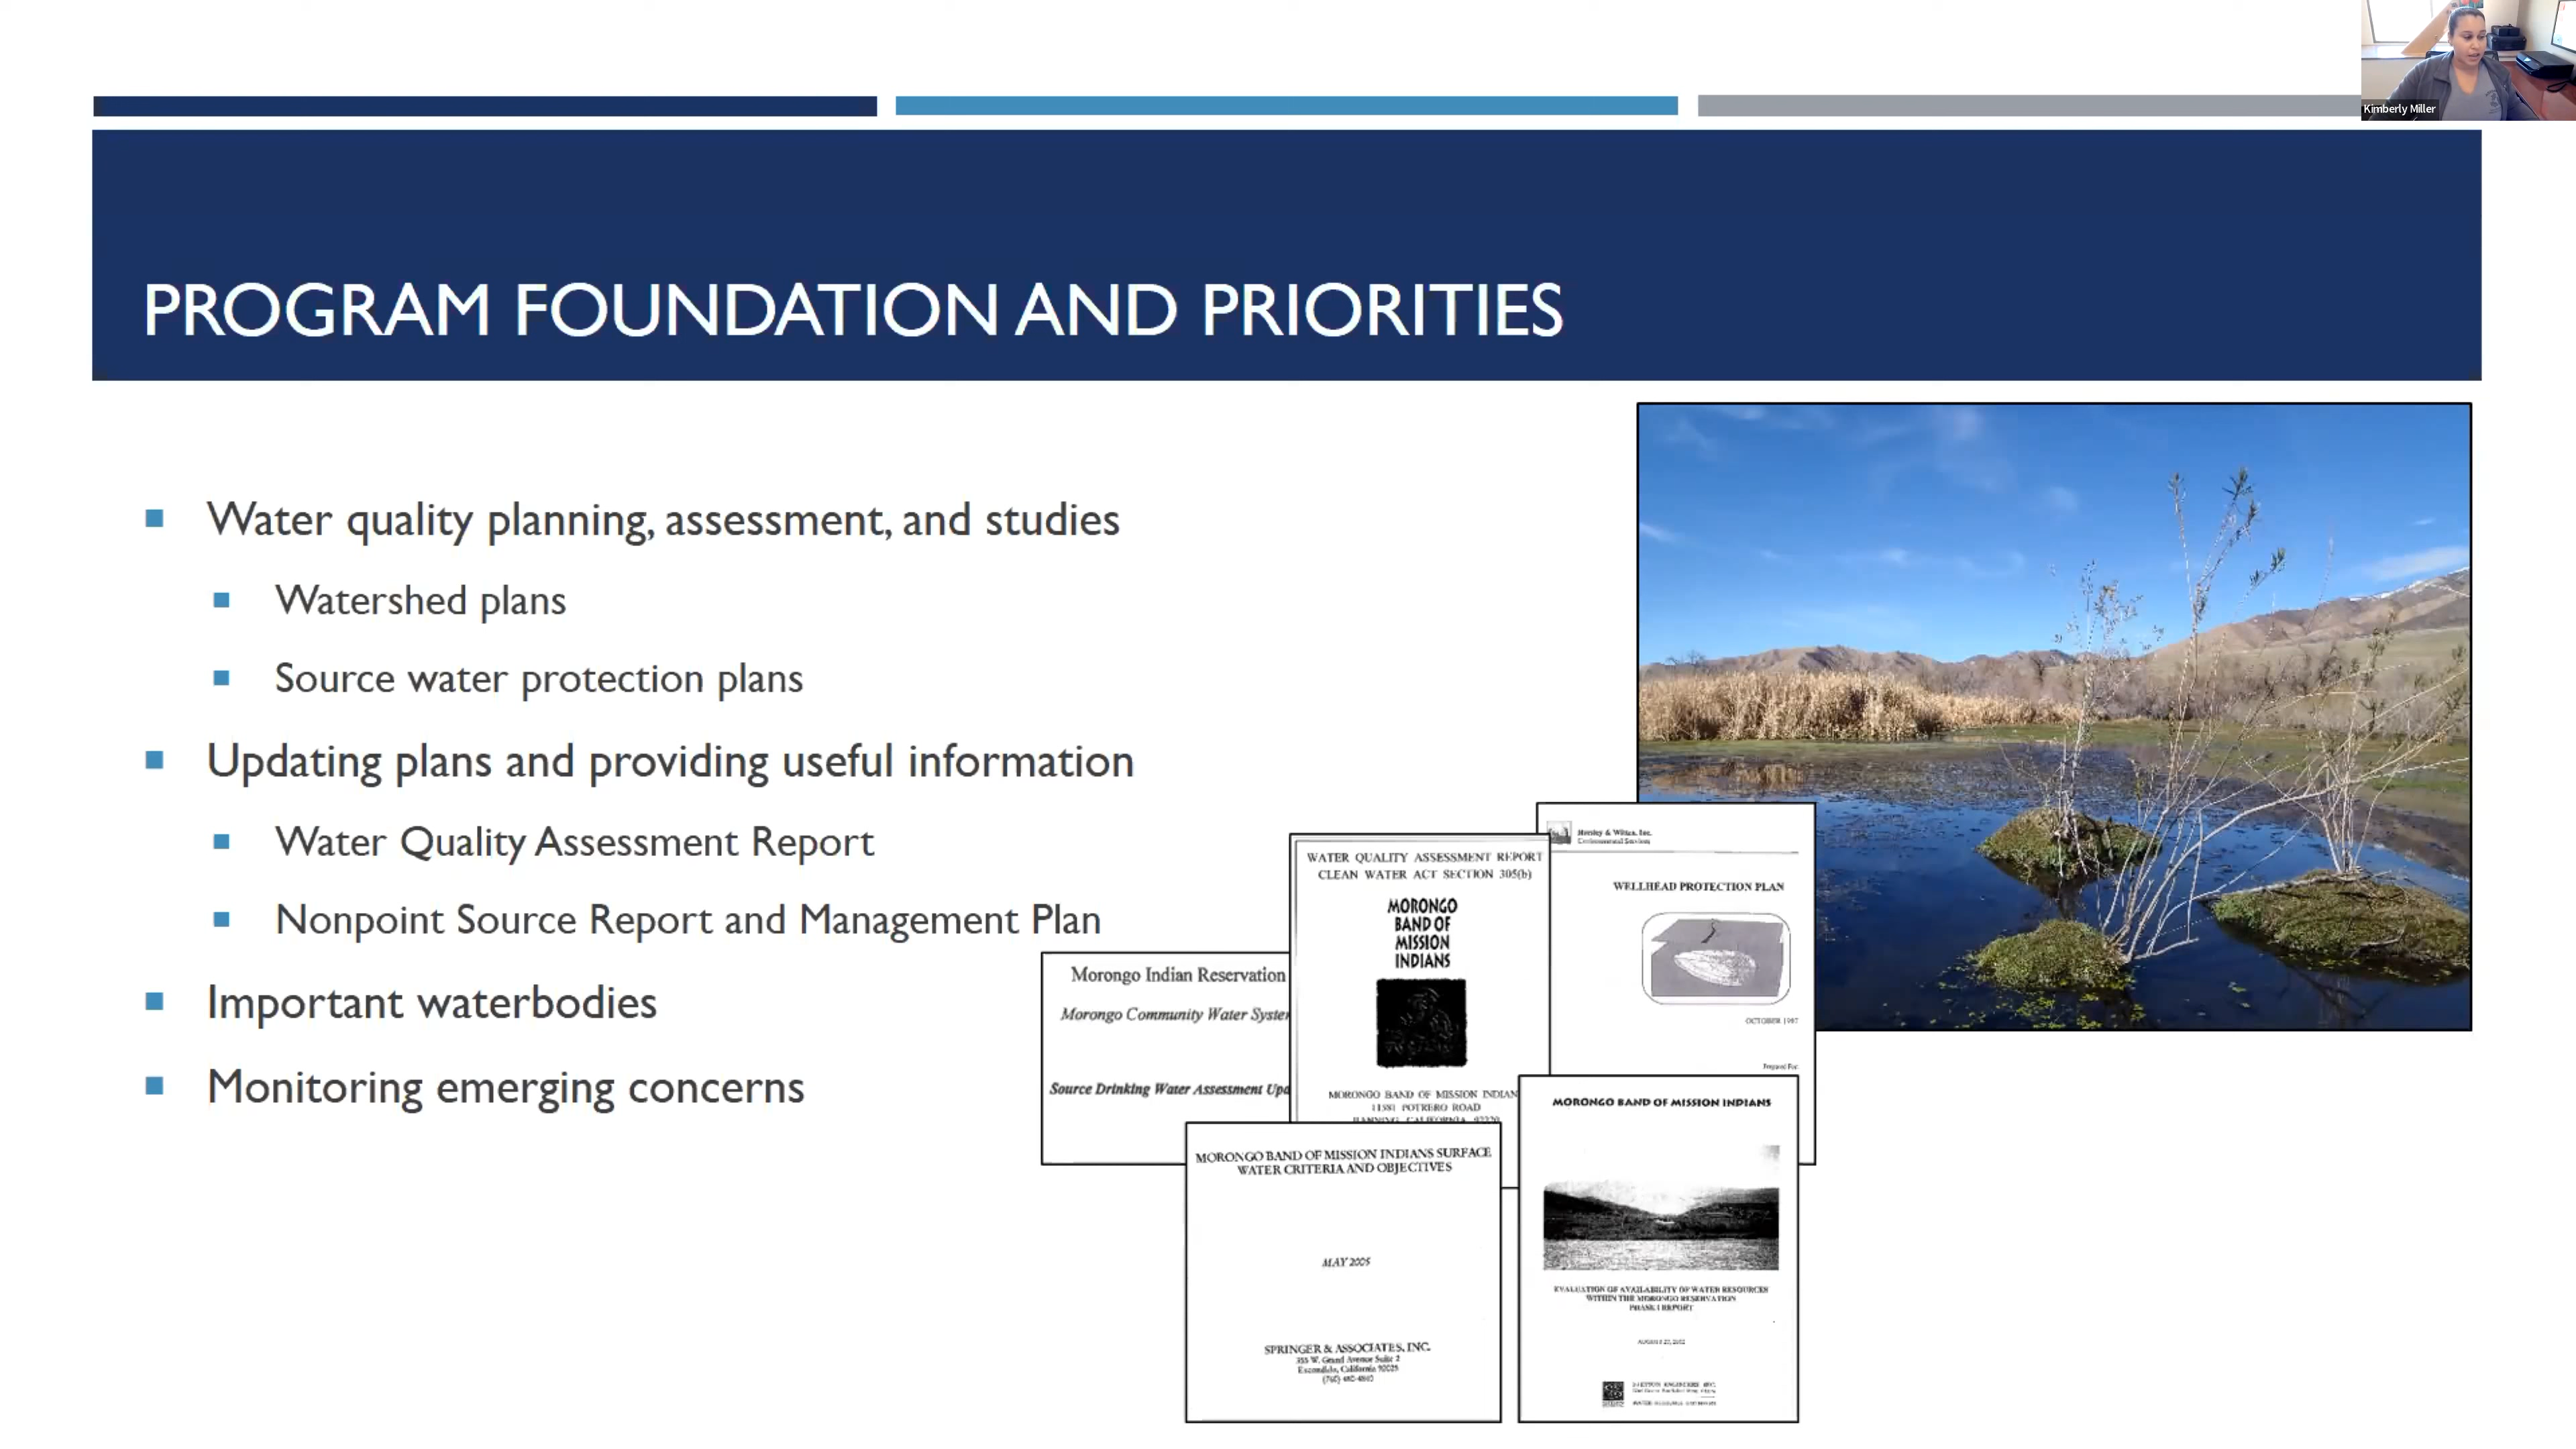 Kimberly Miller
PROGRAM FOUNDATION AND PRIORITIES
Water quality planning, assessment, and studies
Watershed plans
Source water protection plans
Updating plans and providing useful information
Water Quality Assessment Report
Nonpoint Source Report and Management Plan
Important waterbodies
Monitoring emerging concerns
Morongo Indian Reservation
Morongo Community Water System
Source Drinking Water Assessment Upd
WATER QUALITY ASSESSMENT REPORT
CLEAN WATER ACT SECTION 305(b)
MORONGO
BAND OF
MISSION
INDIANS
MORONGO BAND OF MISSION INDIAN
11581 POTRERO ROAD
BANNING, CALIFORNIA 92220
Horsley & Witten, Inc.
Environmental Services
WELLHEAD PROTECTION PLAN
OCTOBER 1997
Prepared For:
MORONGO BAND OF MISSION INDIANS SURFACE
WATER CRITERIA AND OBJECTIVES
MAY 2005
SPRINGER & ASSOCIATES, INC.
355 W. Grand Avenue Suite 2
Escondido, California 92025
MORONGO BAND OF MISSION INDIANS
EVALUATION OF AVAILABILITY OF WATER RESOURCES
WITHIN THE MORONGO RESERVATION
PHASE I REPORT